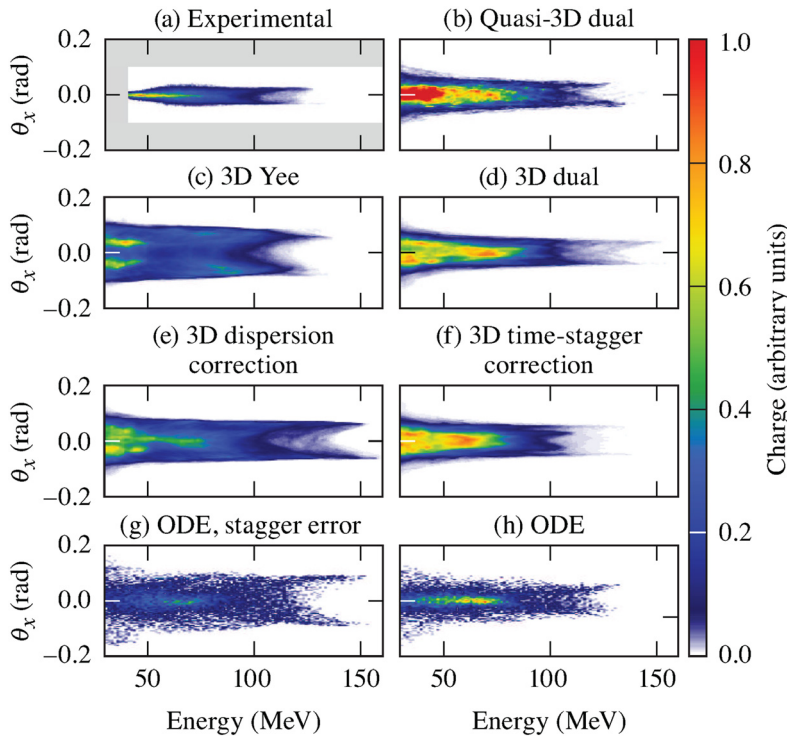 (a) Experimental
(b) Quasi-3D dual
0.2
0.0
−0.2
θx (rad)
1.0
(c) 3D Yee
(d) 3D dual
0.2
0.0
−0.2
θx (rad)
0.8
(e) 3D dispersion
correction
(f) 3D time-stagger
correction
0.2
0.0
−0.2
θx (rad)
0.6
0.4
Charge (arbitrary units)
(g) ODE, stagger error
(h) ODE
0.2
0.0
−0.2
θx (rad)
0.2
0.0
50 100 150
50 100 150
Energy (MeV)
Energy (MeV)